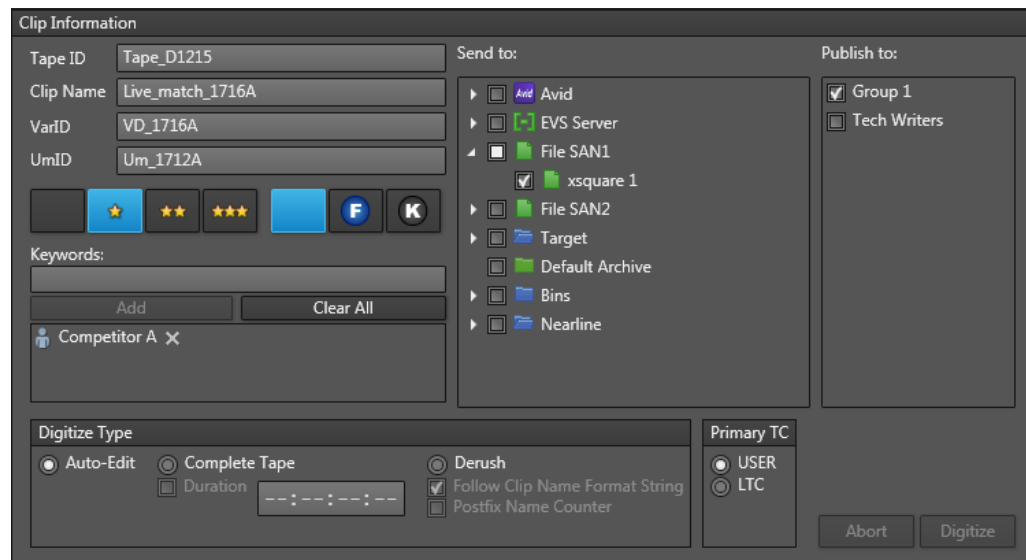 Clip Information
Tape ID
Tape_D1215
Clip Name
Live_match_1716A
VarID
VD_1716A
UmID
Um_1712A
F
K
Keywords:
Add
Clear All
Competitor A
Send to:
Avid
Avid
EVS Server
File SAN1
xsquare 1
File SAN2
Target
Default Archive
Bins
Nearline
Publish to:
Group 1
Tech Writers
Digitize Type
Auto-Edit
Complete Tape
Duration
--:--:--:--
Derush
Follow Clip Name Format String
Postfix Name Counter
Primary TC
USER
LTC
Abort
Digitize